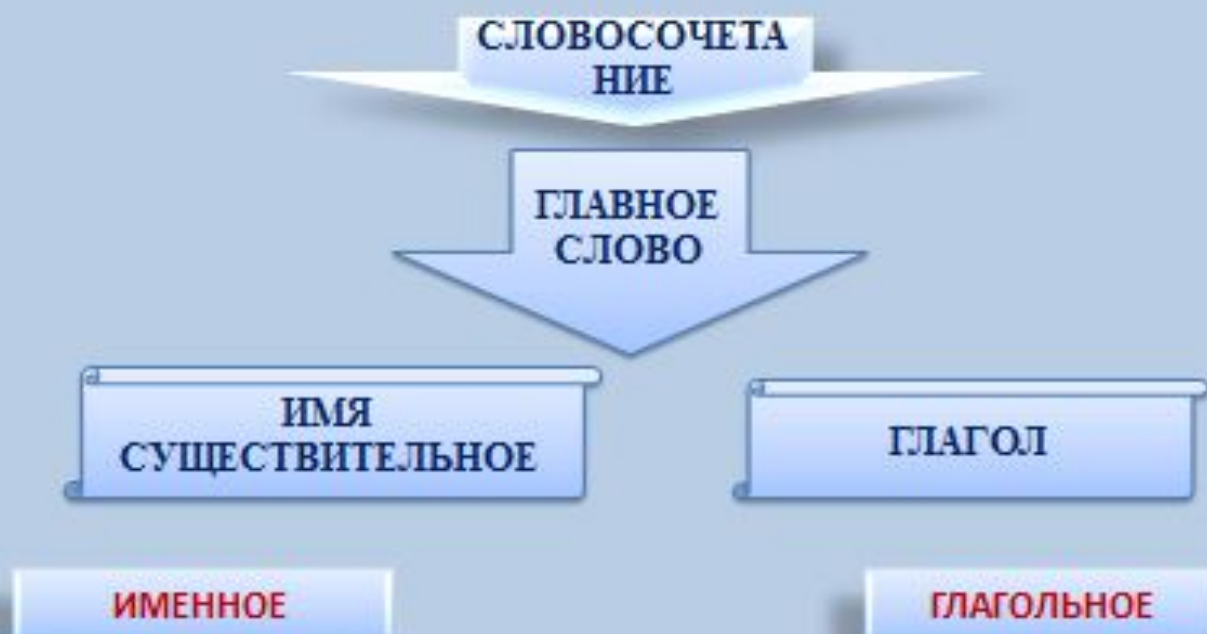 СЛОВОСОЧЕТА
НИЕ
ГЛАВНОЕ
СЛОВО
ИМЯ
СУЩЕСТВИТЕЛЬНОЕ
ГЛАГОЛ
ИМЕННОЕ
ГЛАГОЛЬНОЕ